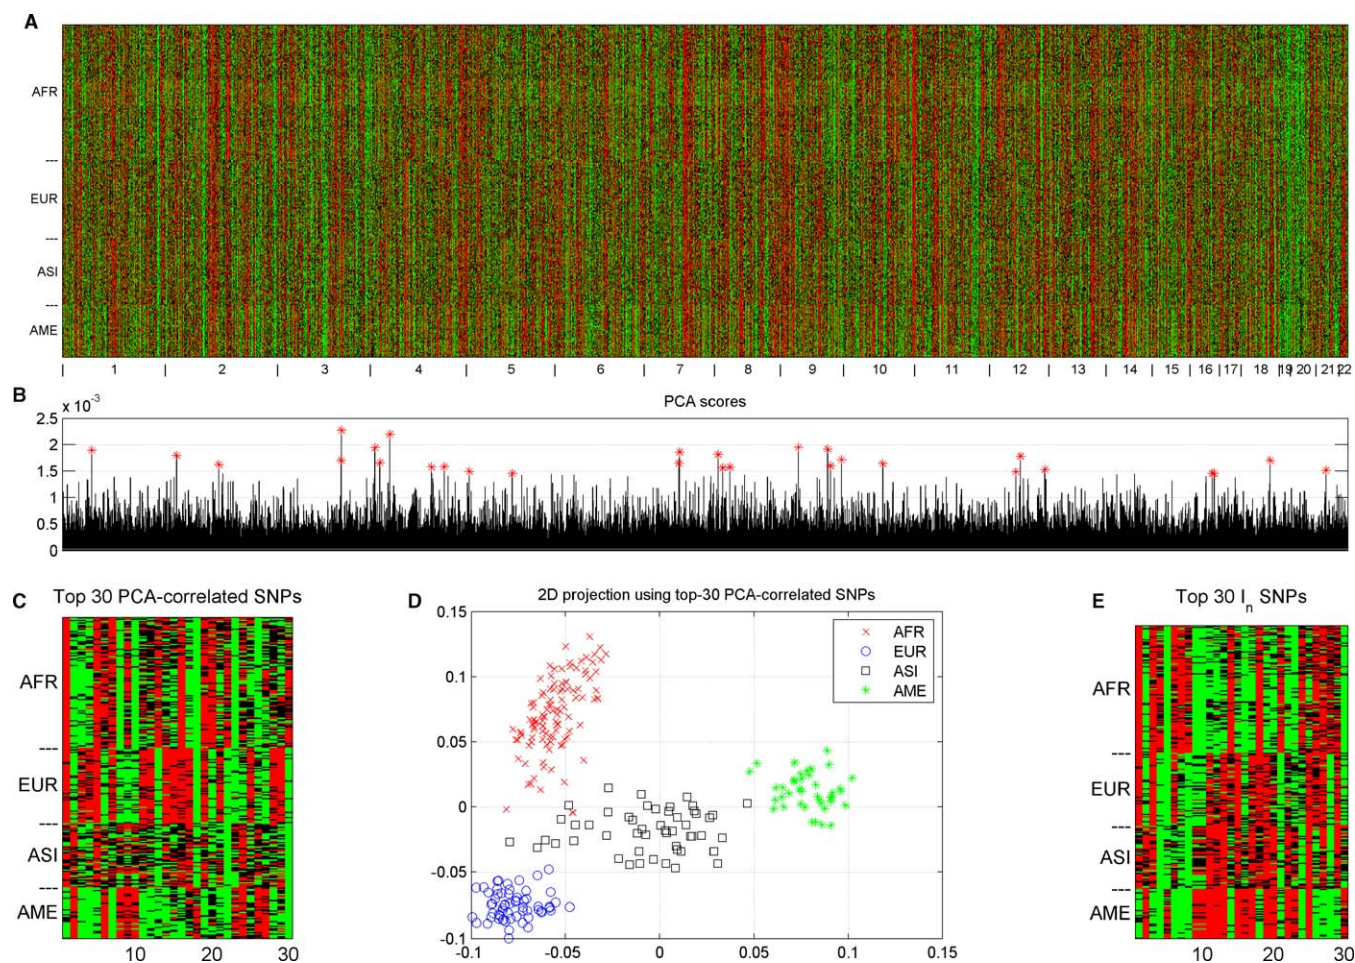 A
AFR
---
EUR
---
ASI
---
AME
| 1 | 2 | 3 | 4 | 5 | 6 | 7 | 8 | 9 | 10 | 11 | 12 | 13 | 14 | 15 | 16 | 17 | 18 | 19 | 20 | 21 | 22
B
x 10-3
PCA scores
2.5
2
1.5
1
0.5
0
C
Top 30 PCA-correlated SNPs
AFR
---
EUR
---
ASI
---
AME
10 20 30
D
2D projection using top-30 PCA-correlated SNPs
0.15
0.1
0.05
0
-0.05
-0.1
-0.1 -0.05 0 0.05 0.1 0.15
AFR
EUR
ASI
AME
E
Top 30 In SNPs
AFR
---
EUR
---
ASI
---
AME
10 20 30